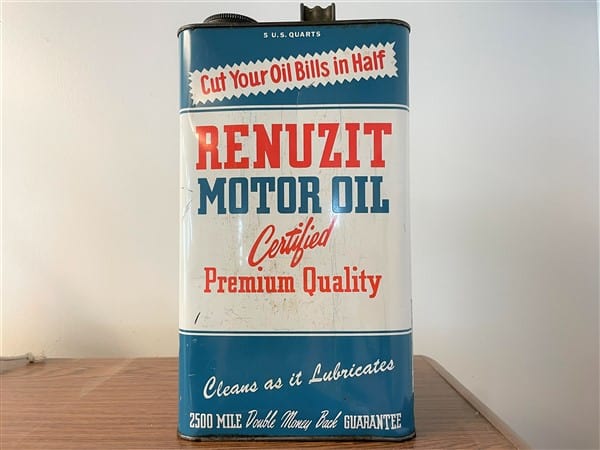 5 U.S. QUARTS
Cut Your Oil Bills in Half
RENUZIT
MOTOR OIL
Certified
Premium Quality
Cleans as it Lubricates
2500 MILE Double Money Back GUARANTEE